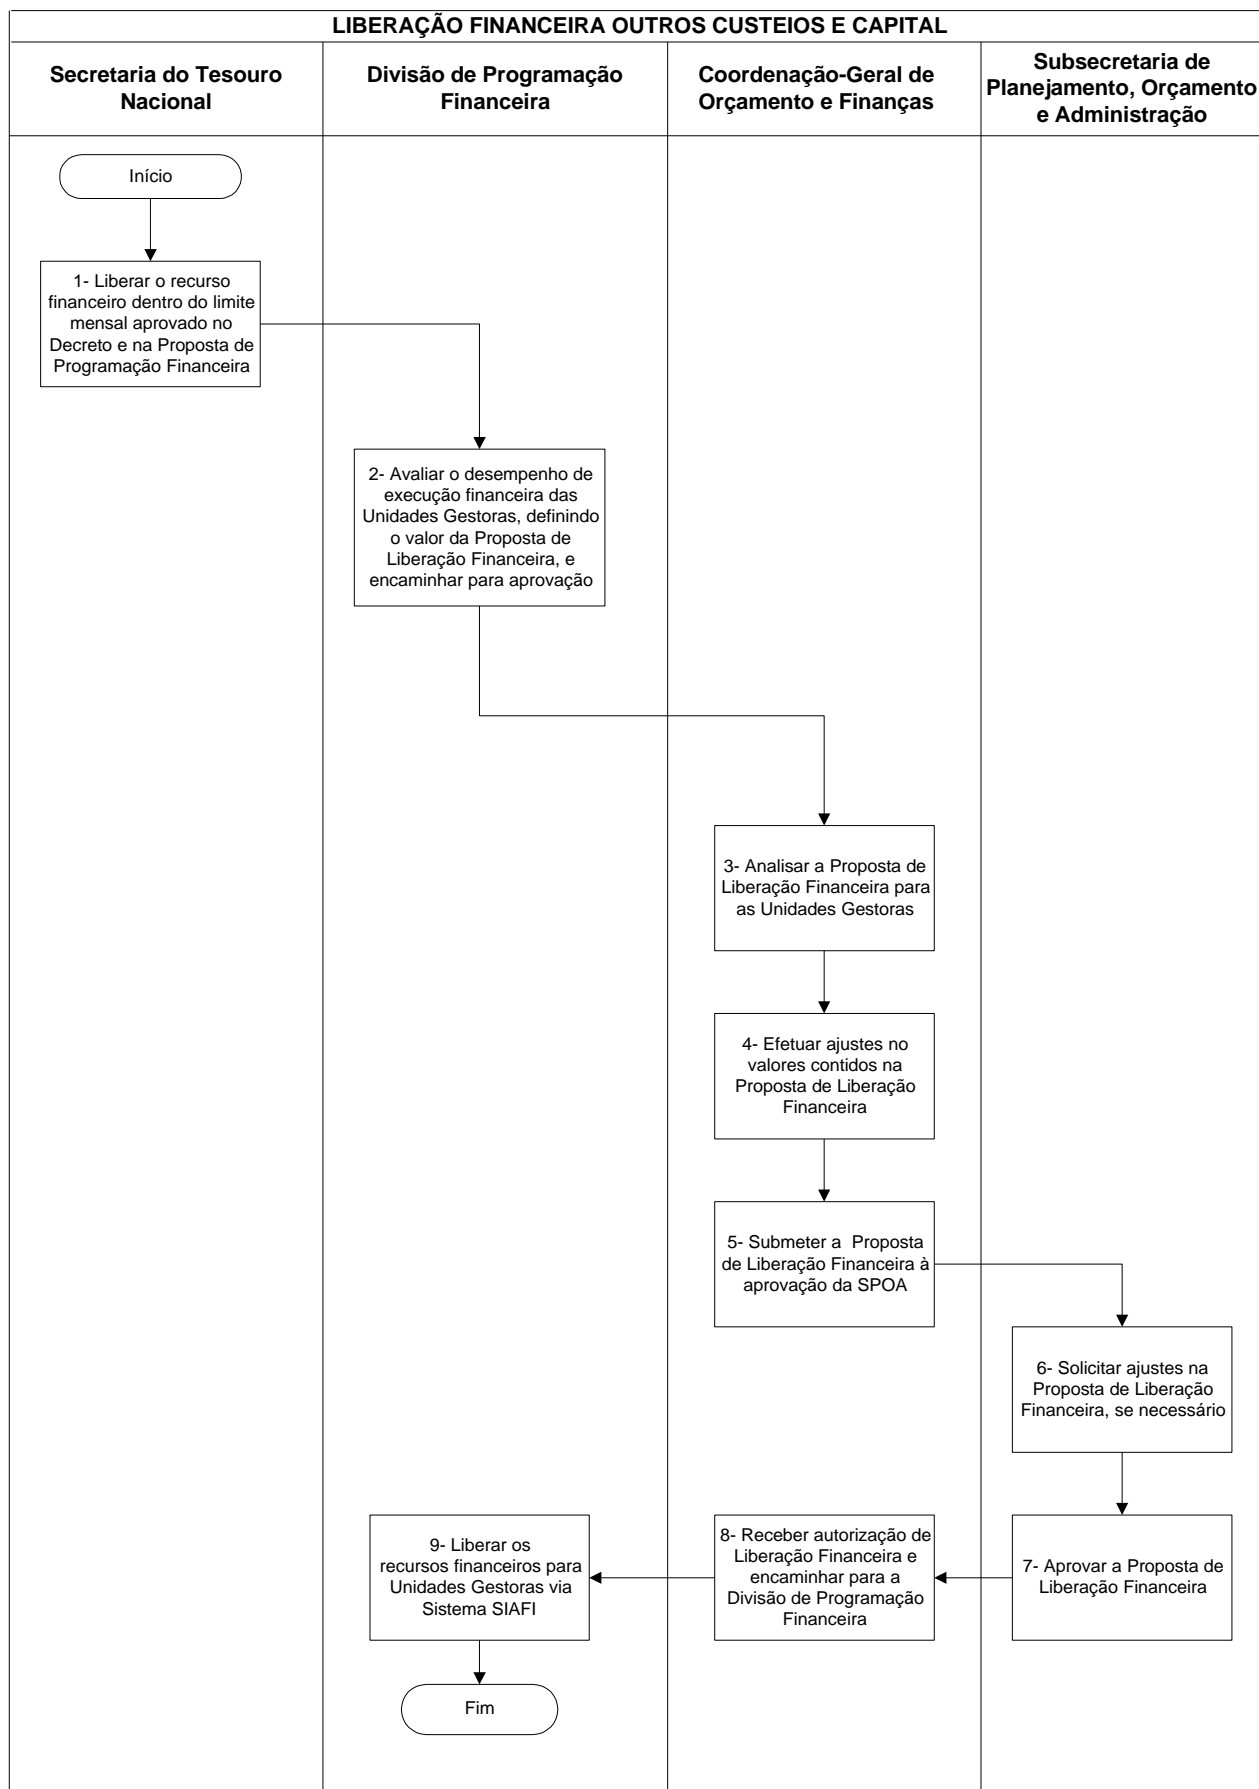 LIBERAÇÃO FINANCEIRA OUTROS CUSTEIOS E CAPITAL
Secretaria do Tesouro
Nacional
Divisão de Programação
Financeira
Coordenação-Geral de
Orçamento e Finanças
Subsecretaria de
Planejamento, Orçamento
e Administração
Início
1- Liberar o recurso
financeiro dentro do limite
mensal aprovado no
Decreto e na Proposta de
Programação Financeira
2- Avaliar o desempenho de
execução financeira das
Unidades Gestoras, definindo
o valor da Proposta de
Liberação Financeira, e
encaminhar para aprovação
3- Analisar a Proposta de
Liberação Financeira para
as Unidades Gestoras
4- Efetuar ajustes no
valores contidos na
Proposta de Liberação
Financeira
5- Submeter a Proposta
de Liberação Financeira à
aprovação da SPOA
6- Solicitar ajustes na
Proposta de Liberação
Financeira, se necessário
7- Aprovar a Proposta de
Liberação Financeira
8- Receber autorização de
Liberação Financeira e
encaminhar para a
Divisão de Programação
Financeira
9- Liberar os
recursos financeiros para
Unidades Gestoras via
Sistema SIAFI
Fim